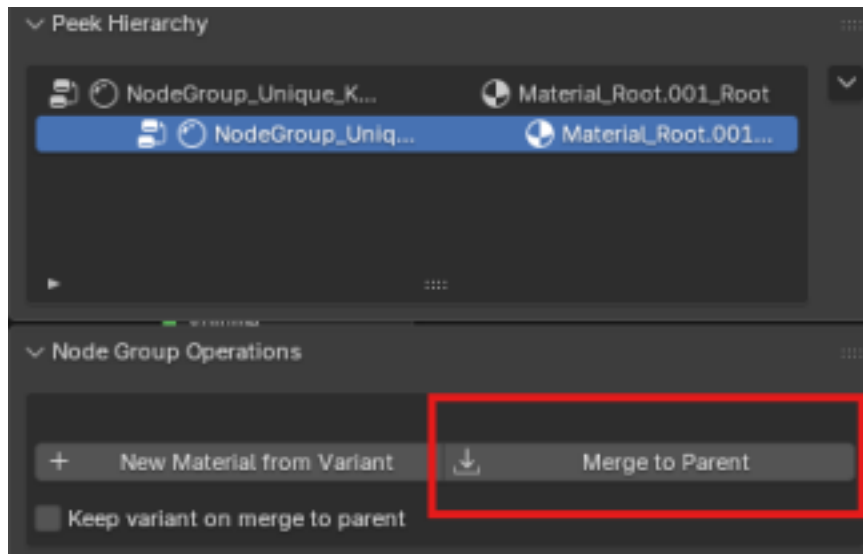 Peek Hierarchy
NodeGroup_Unique_K... Material_Root.001_Root
NodeGroup_Uniq... Material_Root.001...
Node Group Operations
+ New Material from Variant Merge to Parent
Keep variant on merge to parent